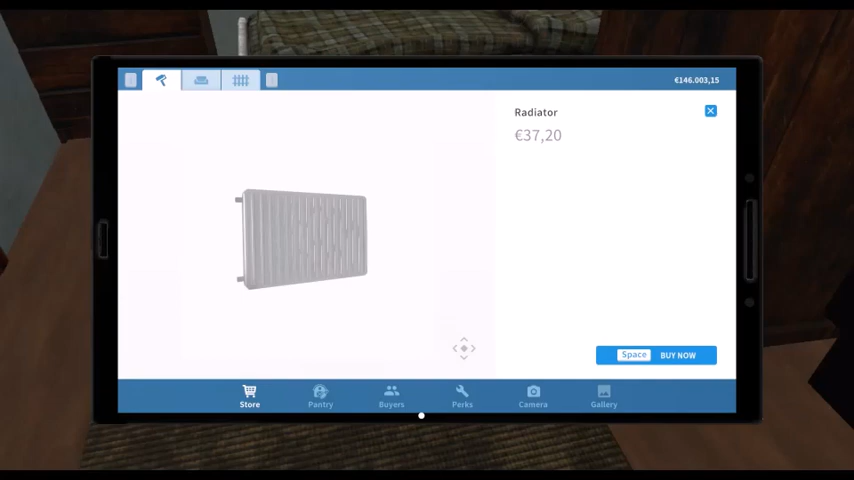 €146.003,15
Radiator
€37,20
Space BUY NOW
Store Pantry Buyers Perks Camera Gallery